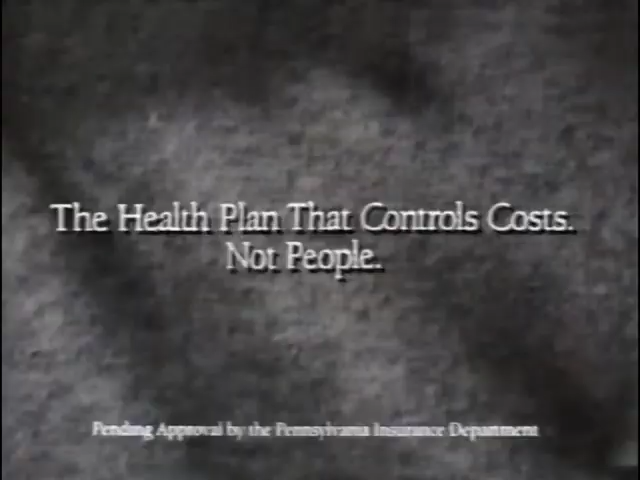 The Health Plan That Controls Costs.
Not People.
Pending Approval by the Pennsylvania Insurance Department